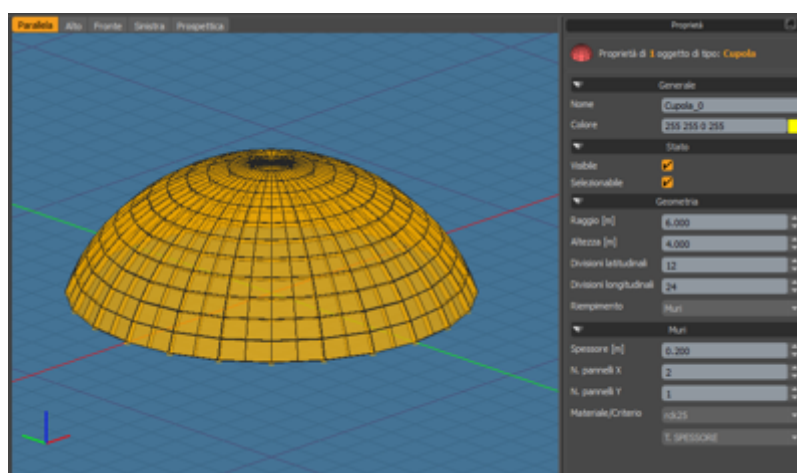 Parallela Alto Fronte Sinistra Prospettica
Proprietà
Proprietà di 1 oggetto di tipo: Cupola
Generale
Nome Cupola_0
Colore 255 255 0 255
Stato
Visibile
Selezionabile
Geometria
Raggio [m] 6.000
Altezza [m] 4.000
Divisioni latitudinali 12
Divisioni longitudinali 24
Riempimento Muri
Muri
Spessore [m] 0.200
N. pannelli X 2
N. pannelli Y 1
Materiale/Criterio rck25
T. SPESSORE